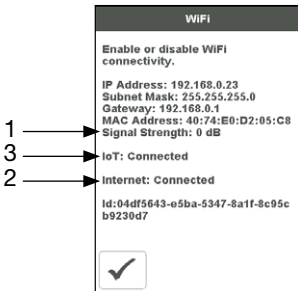 WiFi
Enable or disable WiFi
connectivity.
IP Address: 192.168.0.23
Subnet Mask: 255.255.255.0
Gateway: 192.168.0.1
MAC Address: 40:74:E0:D2:05:C8
1 Signal Strength: 0 dB
3 IoT: Connected
2 Internet: Connected
Id:04df5643-e5ba-5347-8a1f-8c95c
b9230d7